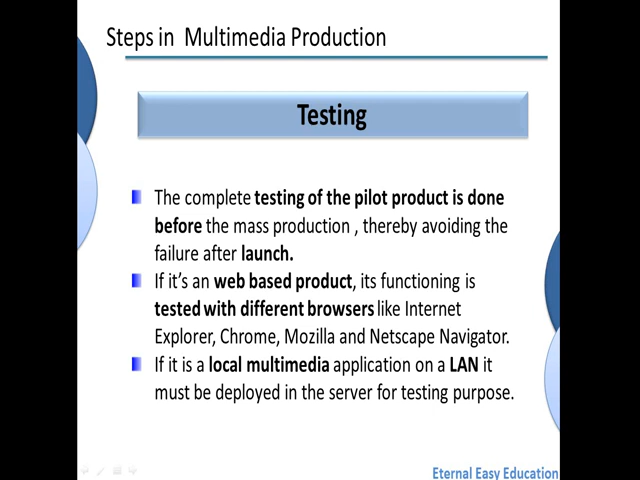 Steps in Multimedia Production
Testing
The complete testing of the pilot product is done
before the mass production , thereby avoiding the
failure after launch.
If it's an web based product, its functioning is
tested with different browsers like Internet
Explorer, Chrome, Mozilla and Netscape Navigator.
If it is a local multimedia application on a LAN it
must be deployed in the server for testing purpose.
Eternal Easy Education